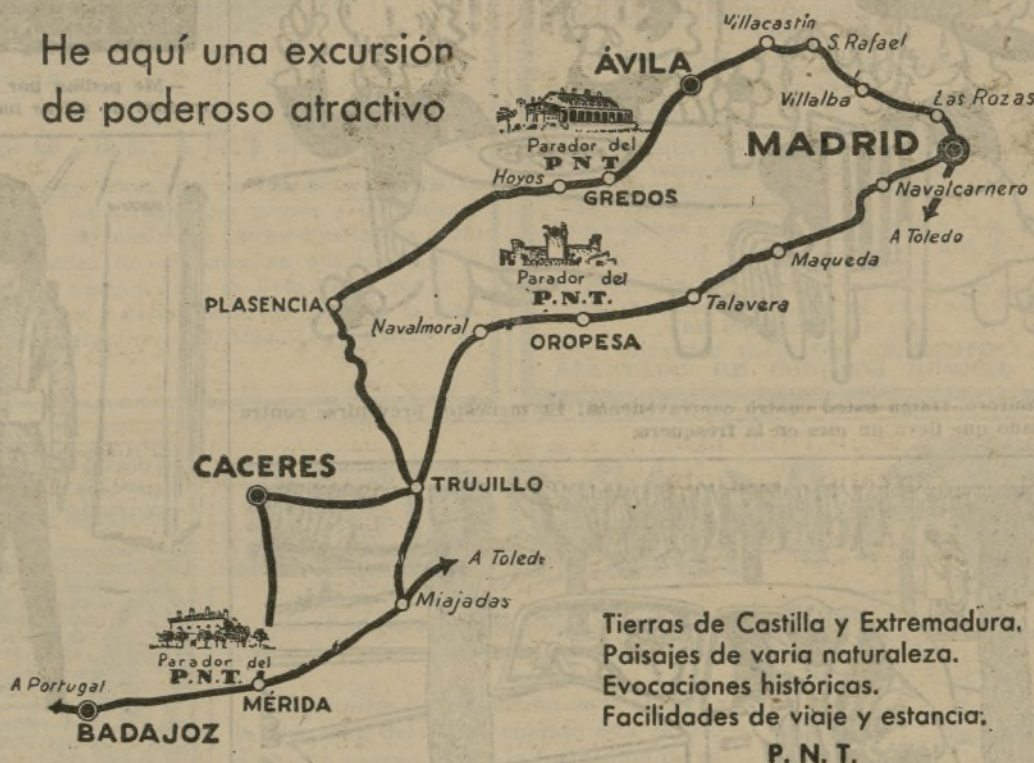 He aquí una excursión
de poderoso atractivo
Villacastín
S. Rafael
ÁVILA
Villalba
Las Rozas
MADRID
Parador del
P N T
Hoyos
GREDOS
Navalcarnero
A Toledo
Maqueda
Parador del
P.N.T.
PLASENCIA
Navalmoral
OROPESA
Talavera
CACERES
TRUJILLO
A Toledo
Miajadas
Parador del
P.N.T.
A Portugal
MÉRIDA
BADAJOZ
Tierras de Castilla y Extremadura.
Paisajes de varia naturaleza.
Evocaciones históricas.
Facilidades de viaje y estancia.
P. N. T.